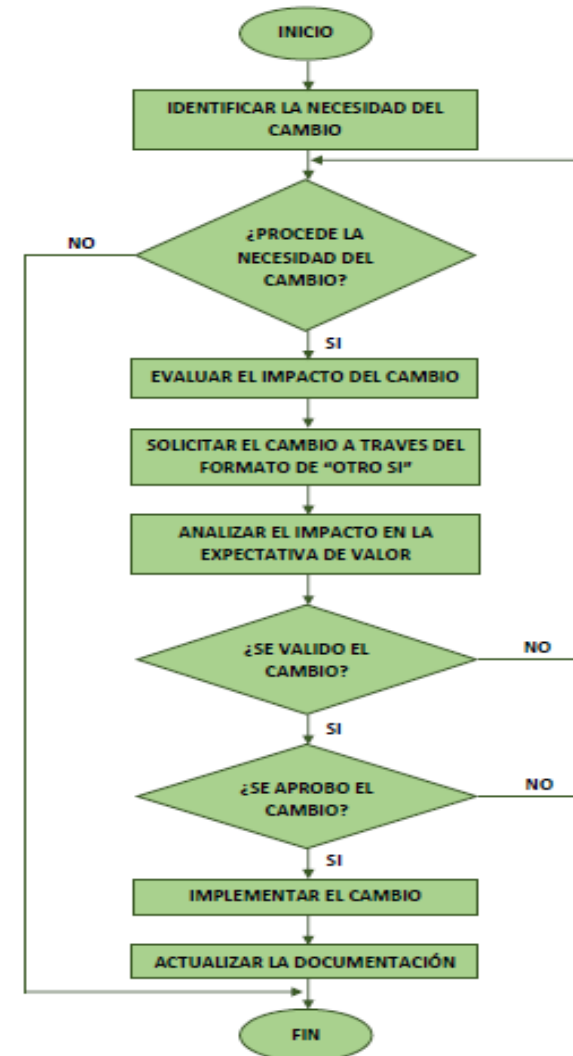 INICIO
IDENTIFICAR LA NECESIDAD DEL
CAMBIO
¿PROCEDE LA
NECESIDAD DEL
CAMBIO?
NO
SI
EVALUAR EL IMPACTO DEL CAMBIO
SOLICITAR EL CAMBIO A TRAVES DEL
FORMATO DE “OTRO SI”
ANALIZAR EL IMPACTO EN LA
EXPECTATIVA DE VALOR
¿SE VALIDO EL
CAMBIO?
NO
SI
¿SE APROBO EL
CAMBIO?
NO
SI
IMPLEMENTAR EL CAMBIO
ACTUALIZAR LA DOCUMENTACIÓN
FIN